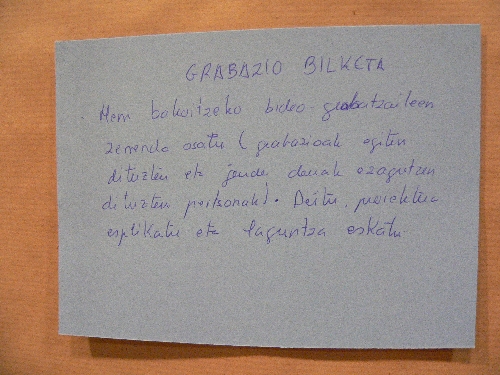 GRABAZIO BILKETA
Herri bakoitzeko bideo-grabatzaileen
zerrenda osatu (grabazioak egiten
dituzten eta jende danak ezagutzen
dituzten pertsonak). Deitu, proiektua
esplikatu eta laguntza eskatu.